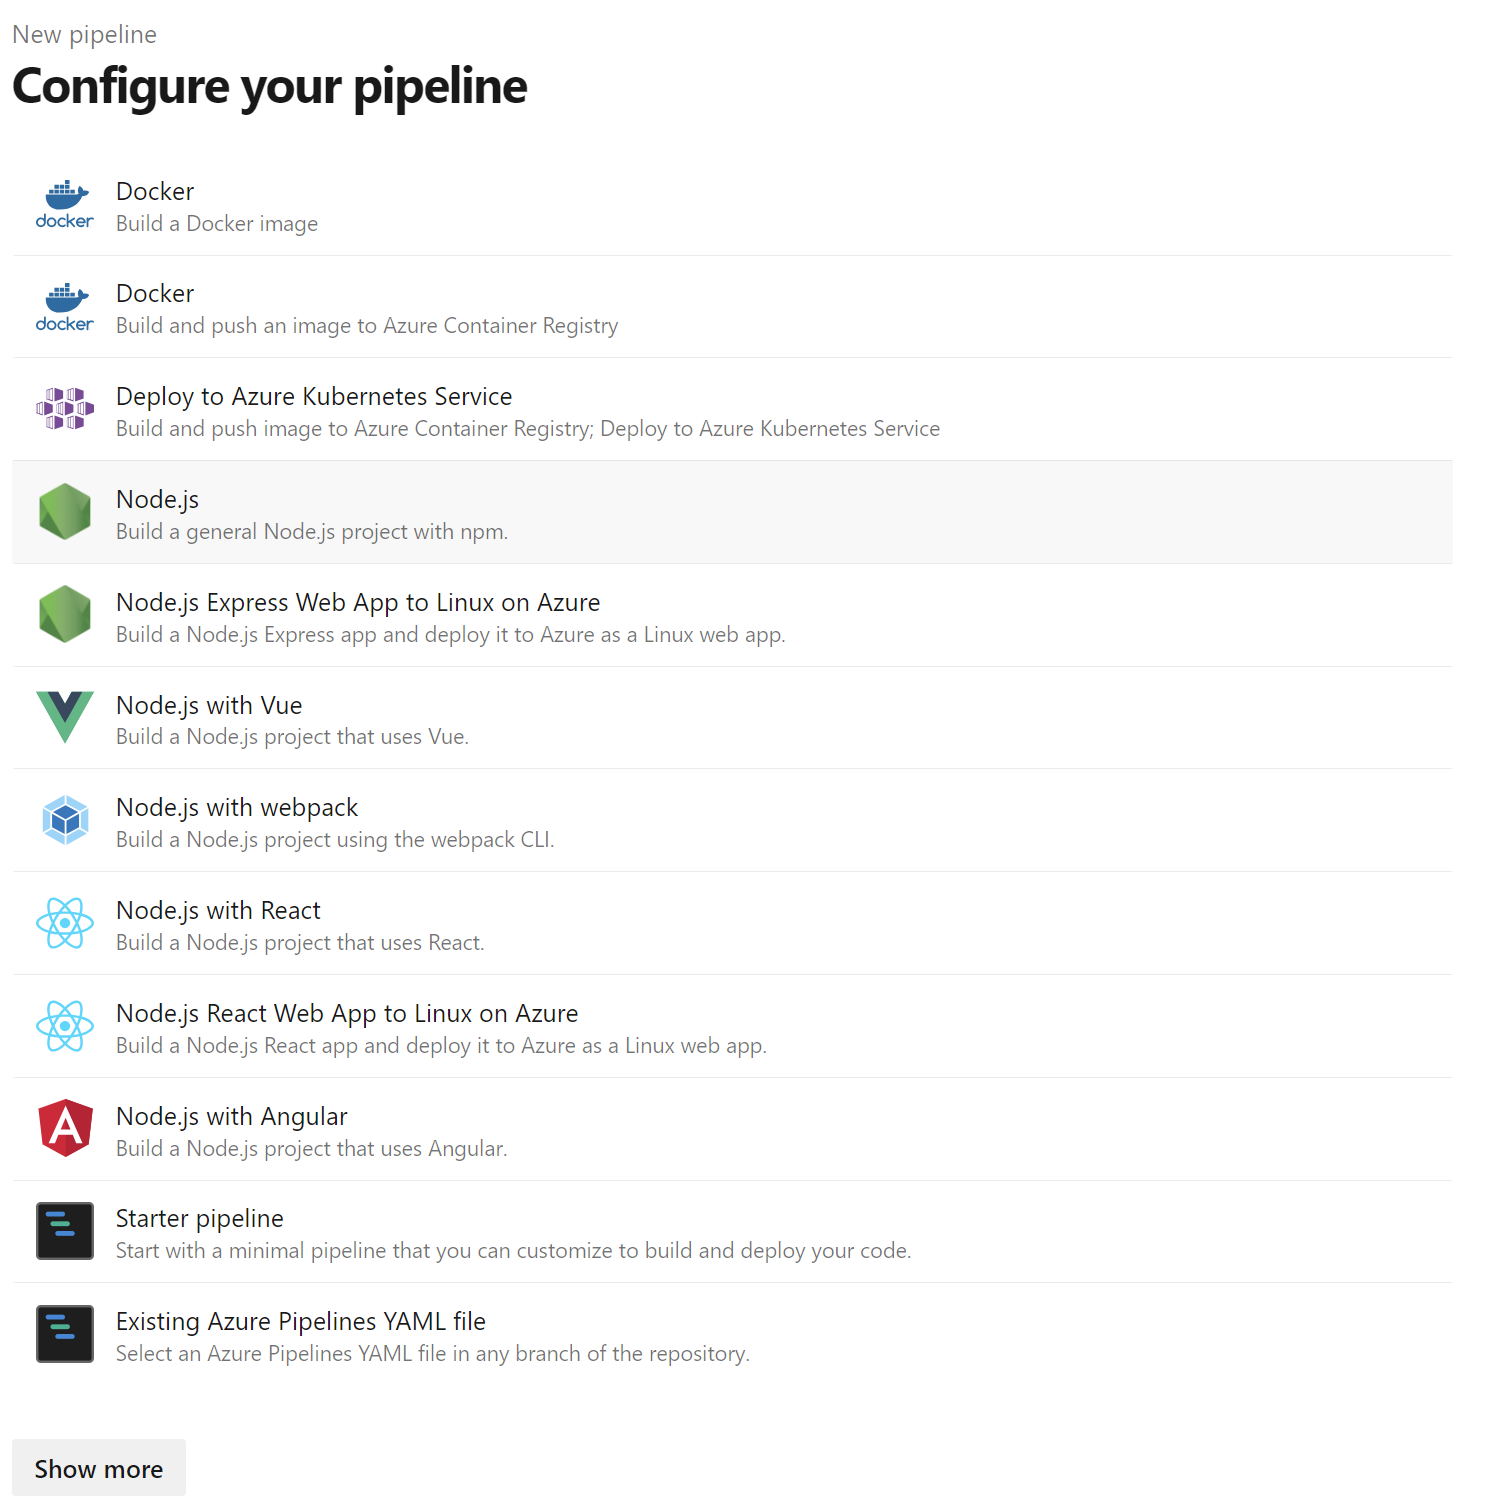 New pipeline
Configure your pipeline
docker
Docker
Build a Docker image
docker
Docker
Build and push an image to Azure Container Registry
Deploy to Azure Kubernetes Service
Build and push image to Azure Container Registry; Deploy to Azure Kubernetes Service
Node.js
Build a general Node.js project with npm.
Node.js Express Web App to Linux on Azure
Build a Node.js Express app and deploy it to Azure as a Linux web app.
Node.js with Vue
Build a Node.js project that uses Vue.
Node.js with webpack
Build a Node.js project using the webpack CLI.
Node.js with React
Build a Node.js project that uses React.
Node.js React Web App to Linux on Azure
Build a Node.js React app and deploy it to Azure as a Linux web app.
A
Node.js with Angular
Build a Node.js project that uses Angular.
Starter pipeline
Start with a minimal pipeline that you can customize to build and deploy your code.
Existing Azure Pipelines YAML file
Select an Azure Pipelines YAML file in any branch of the repository.
Show more